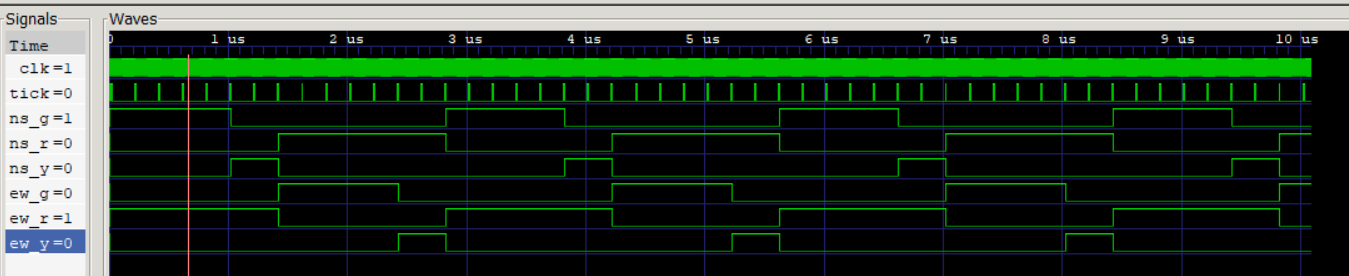 Signals
Waves
Time
0 1 us 2 us 3 us 4 us 5 us 6 us 7 us 8 us 9 us 10 us
clk=1
tick=0
ns_g=1
ns_r=0
ns_y=0
ew_g=0
ew_r=1
ew_y=0